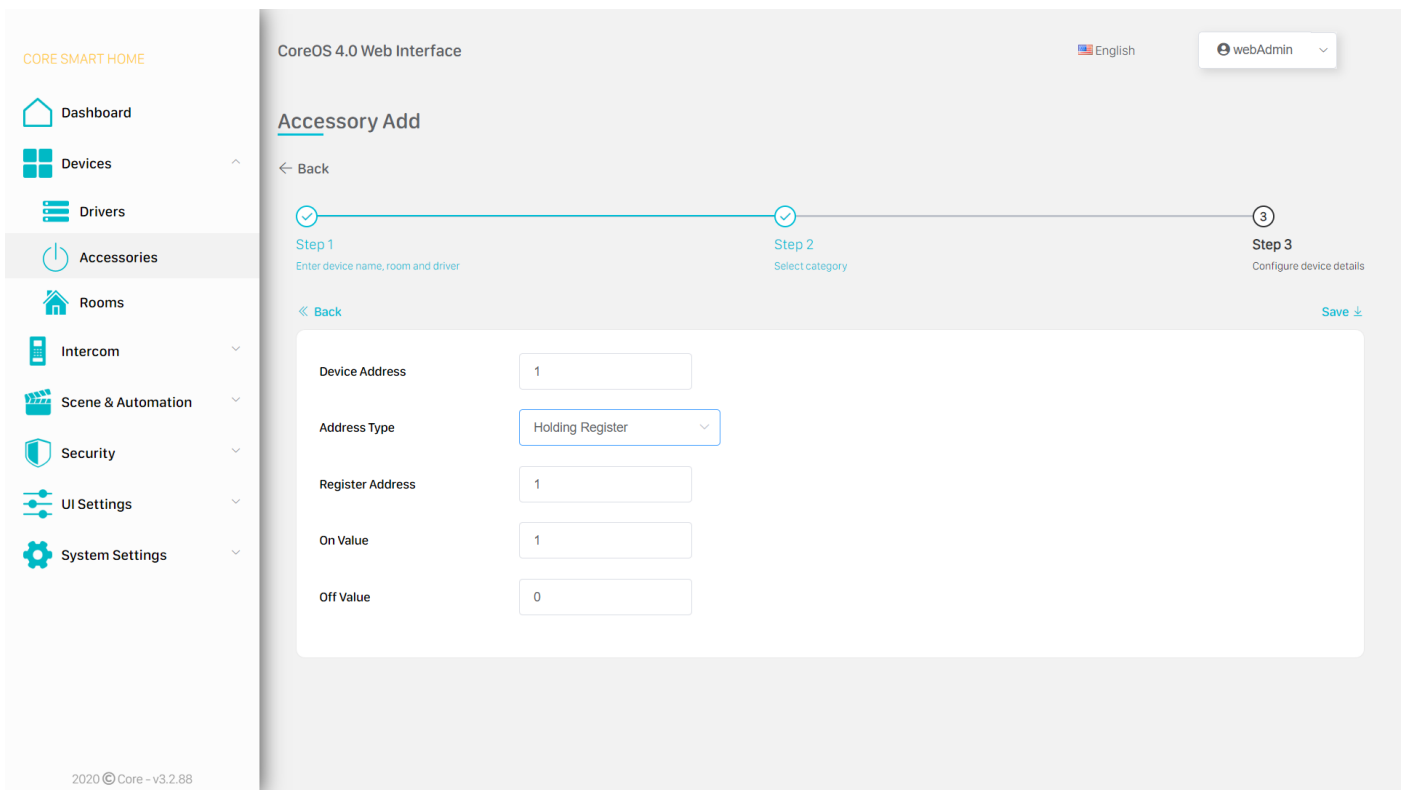 CORE SMART HOME
Dashboard
Devices
Drivers
Accessories
Rooms
Intercom
Scene & Automation
Security
UI Settings
System Settings
2020 © Core - v3.2.88
CoreOS 4.0 Web Interface
English
webAdmin
Accessory Add
Back
3
Step 1
Step 2
Step 3
Enter device name, room and driver
Select category
Configure device details
Back
Save
Device Address
1
Address Type
Holding Register
Register Address
1
On Value
1
Off Value
0